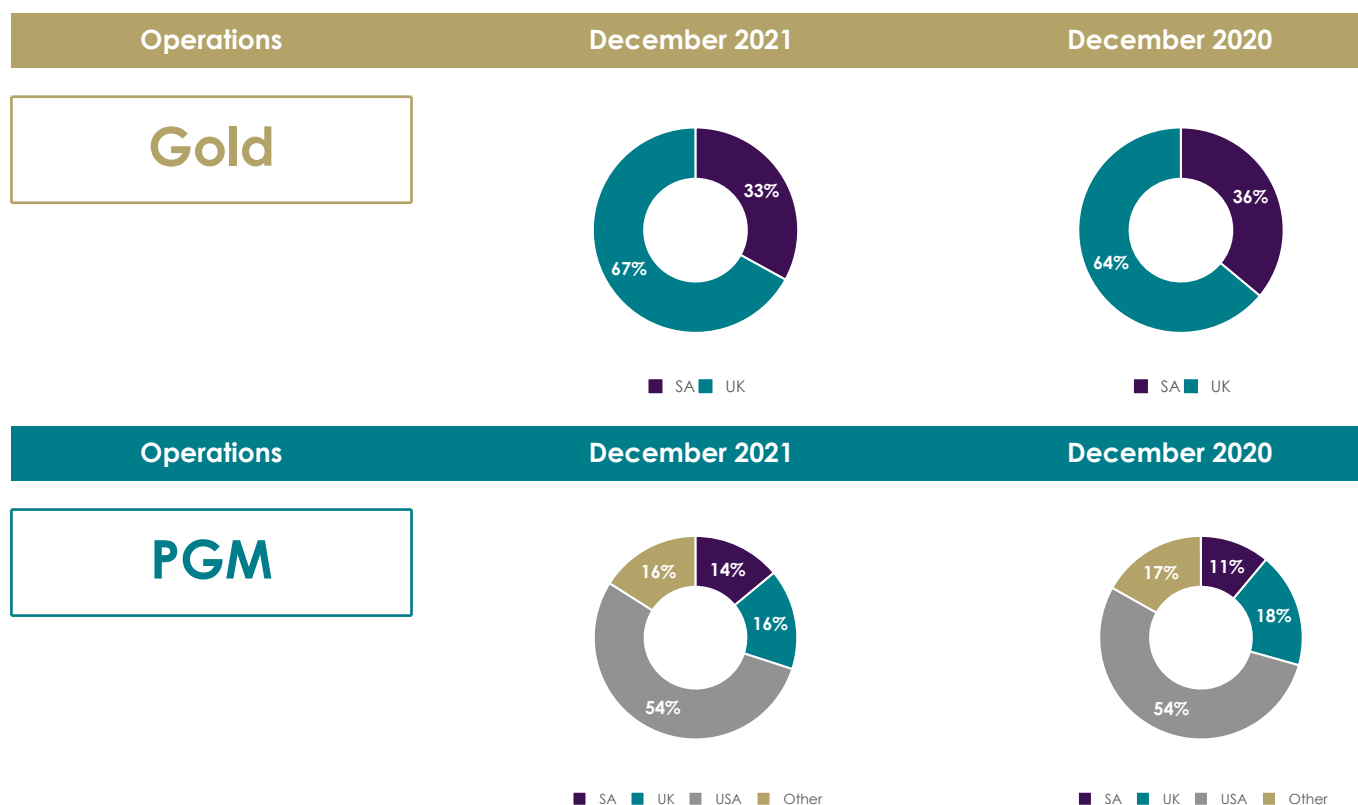 Operations December 2021 December 2020
Gold
33%
67%
36%
64%
SA UK
SA UK
Operations December 2021 December 2020
PGM
14%
16%
54%
16%
11%
18%
54%
17%
SA UK USA Other
SA UK USA Other